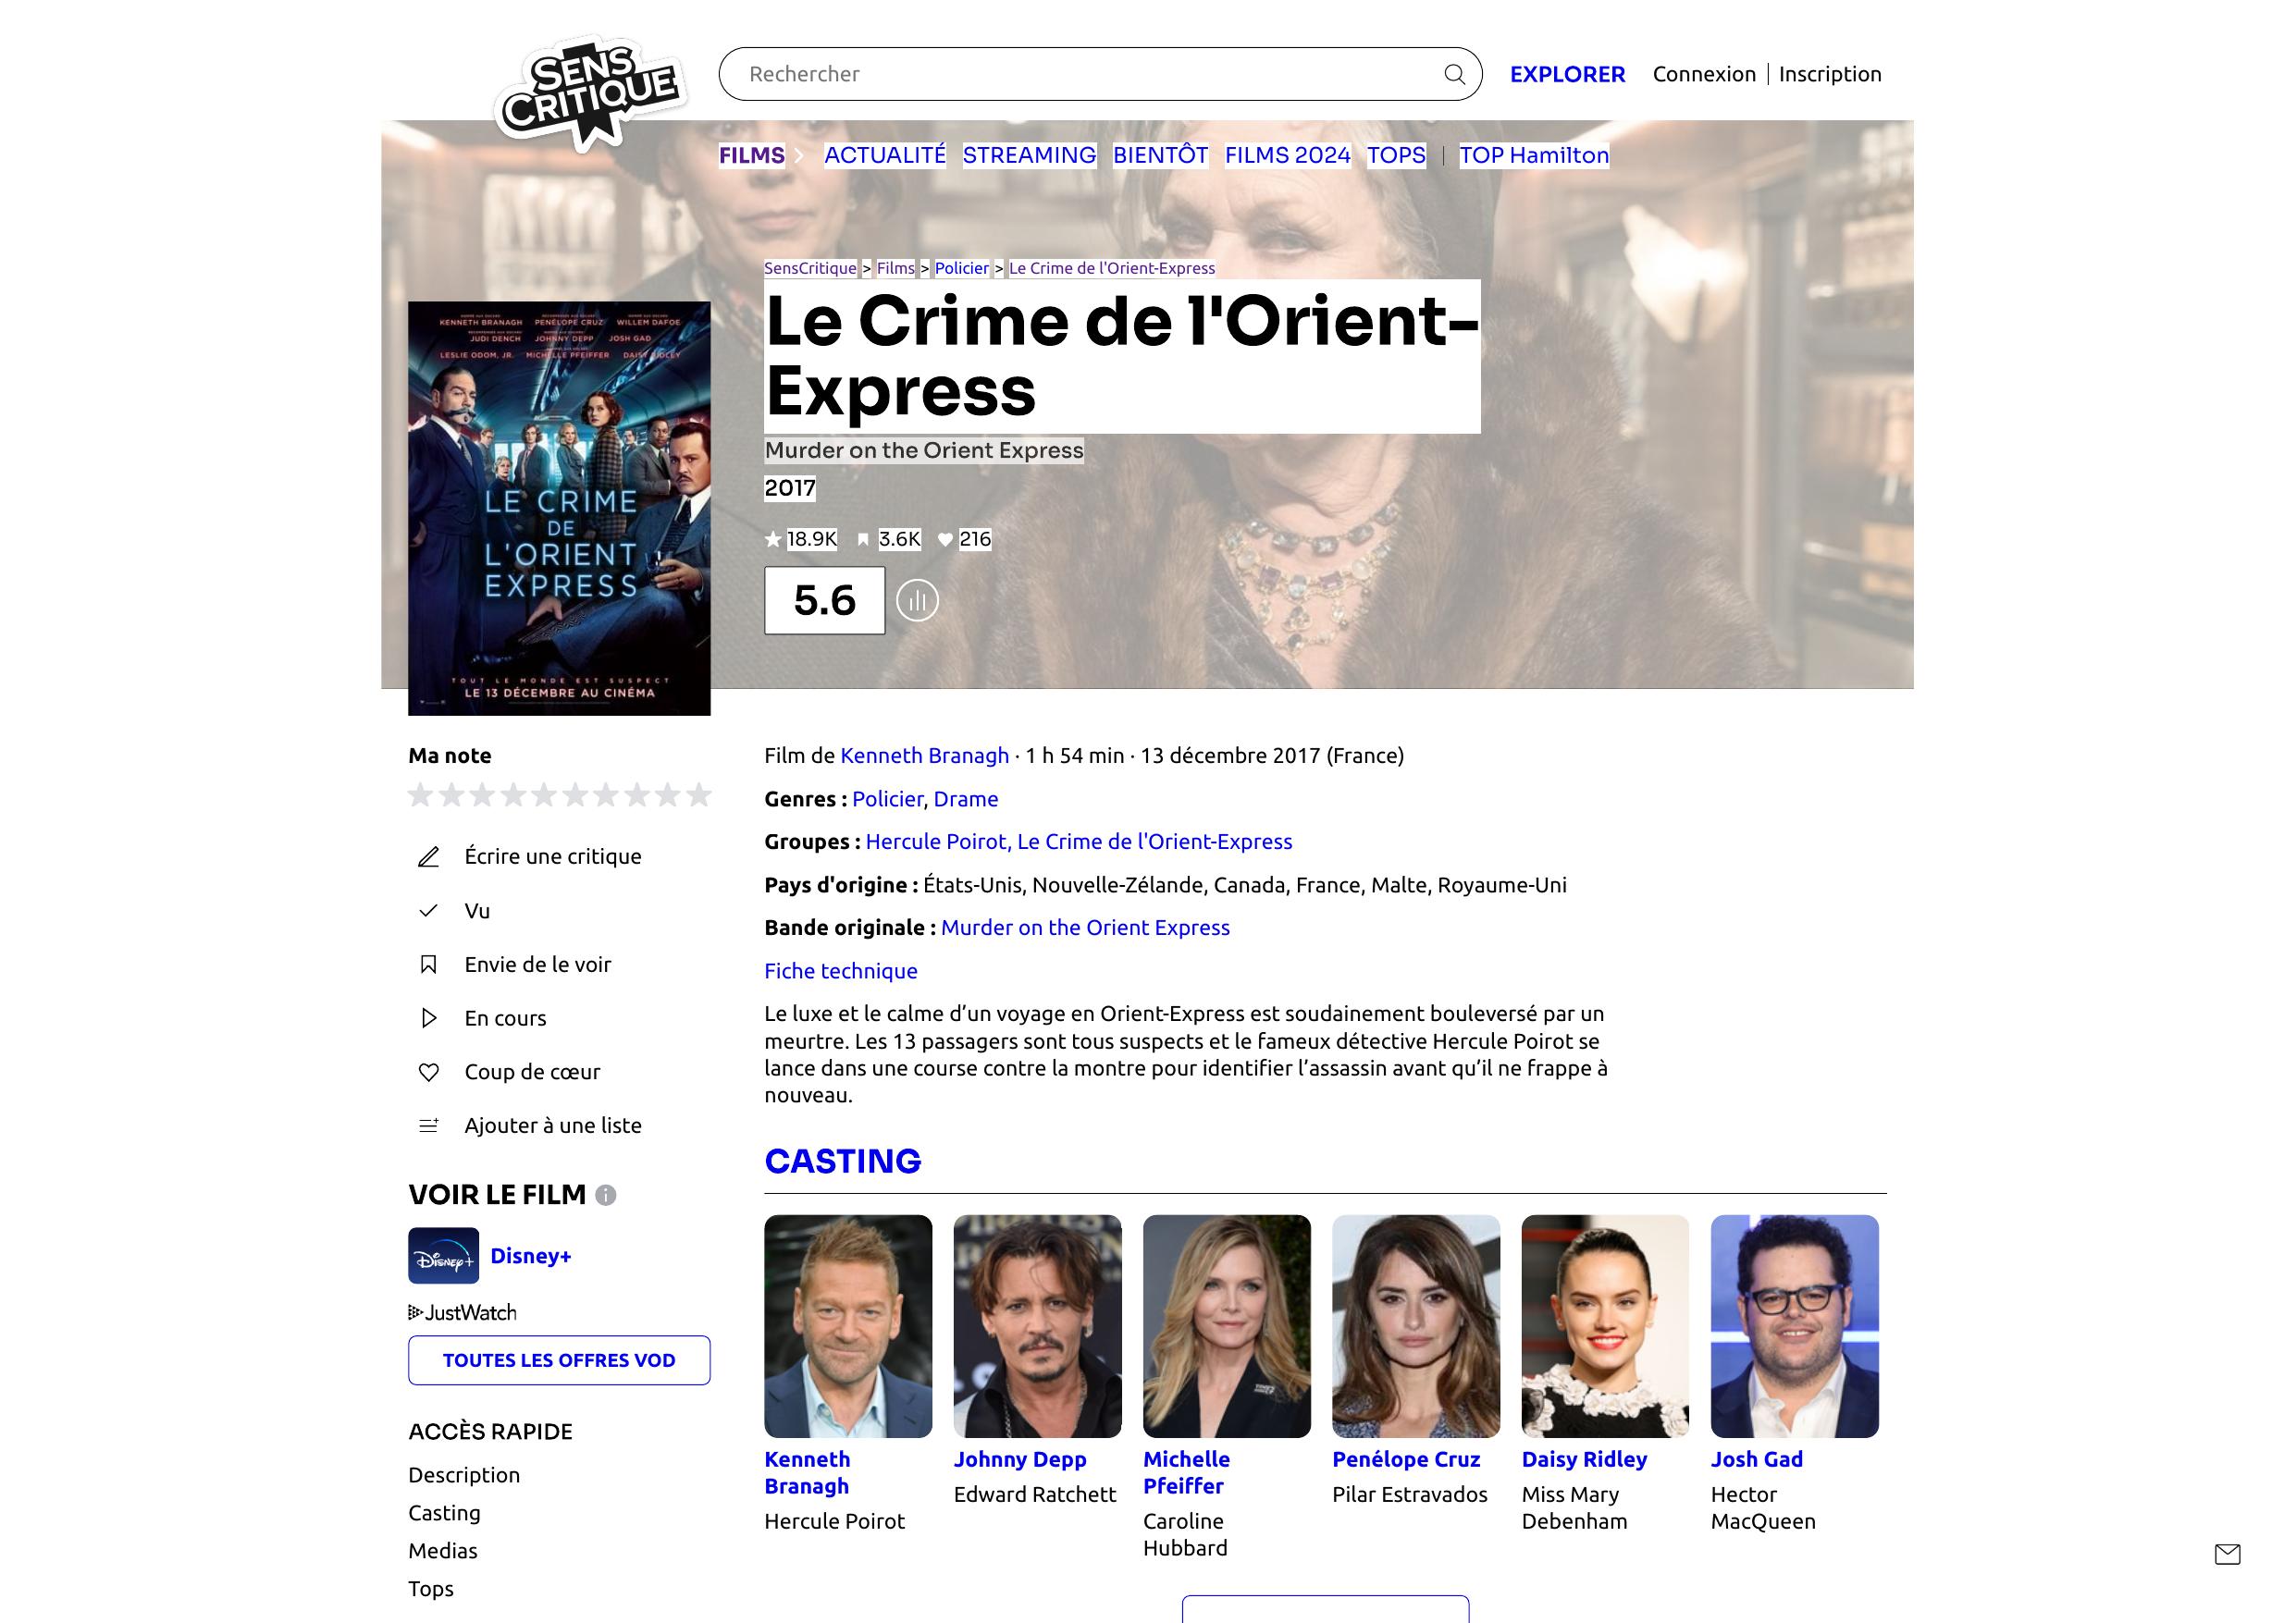 SENS
CRITIQUE
Rechercher
EXPLORER
Connexion | Inscription
FILMS
ACTUALITÉ
STREAMING
BIENTÔT
FILMS 2024
TOPS
|
TOP Hamilton
SensCritique > Films > Policier > Le Crime de l'Orient-Express
Le Crime de l'Orient-
Express
Murder on the Orient Express
2017
18.9K
3.6K
216
5.6
KENNETH BRANAGH PENÉLOPE CRUZ WILLEM DAFOE
JUDI DENCH JOHNNY DEPP JOSH GAD
LESLIE ODOM, JR. MICHELLE PFEIFFER DAISY RIDLEY
LE CRIME
DE
L'ORIENT
EXPRESS
TOUT LE MONDE EST SUSPECT
LE 13 DÉCEMBRE AU CINÉMA
Ma note
Écrire une critique
Vu
Envie de le voir
En cours
Coup de cœur
Ajouter à une liste
VOIR LE FILM
Disney+
Disney+
JustWatch
TOUTES LES OFFRES VOD
ACCÈS RAPIDE
Description
Casting
Medias
Tops
Film de Kenneth Branagh · 1 h 54 min · 13 décembre 2017 (France)
Genres : Policier, Drame
Groupes : Hercule Poirot, Le Crime de l'Orient-Express
Pays d'origine : États-Unis, Nouvelle-Zélande, Canada, France, Malte, Royaume-Uni
Bande originale : Murder on the Orient Express
Fiche technique
Le luxe et le calme d’un voyage en Orient-Express est soudainement bouleversé par un
meurtre. Les 13 passagers sont tous suspects et le fameux détective Hercule Poirot se
lance dans une course contre la montre pour identifier l’assassin avant qu’il ne frappe à
nouveau.
CASTING
Kenneth
Branagh
Hercule Poirot
Johnny Depp
Edward Ratchett
Michelle
Pfeiffer
Caroline
Hubbard
Penélope Cruz
Pilar Estravados
Daisy Ridley
Miss Mary
Debenham
Josh Gad
Hector
MacQueen